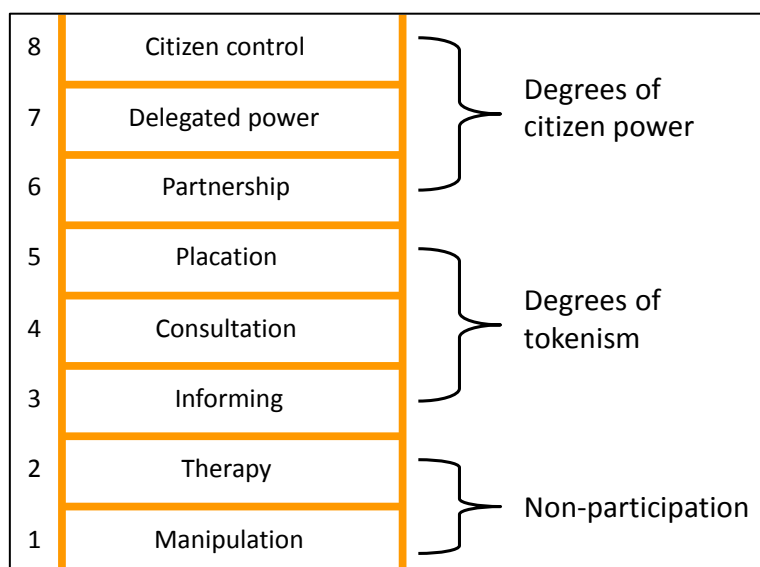 8 Citizen control
7 Delegated power
6 Partnership
Degrees of
citizen power
5 Placation
4 Consultation
3 Informing
Degrees of
tokenism
2 Therapy
1 Manipulation
Non-participation